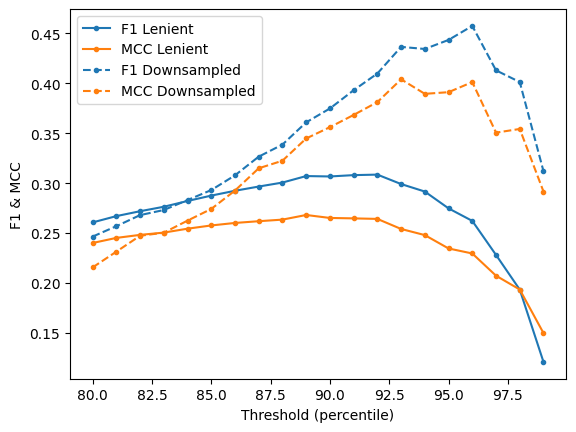 F1 Lenient
MCC Lenient
F1 Downsampled
MCC Downsampled
0.45
0.40
0.35
0.30
0.25
0.20
0.15
F1 & MCC
80.0 82.5 85.0 87.5 90.0 92.5 95.0 97.5
Threshold (percentile)